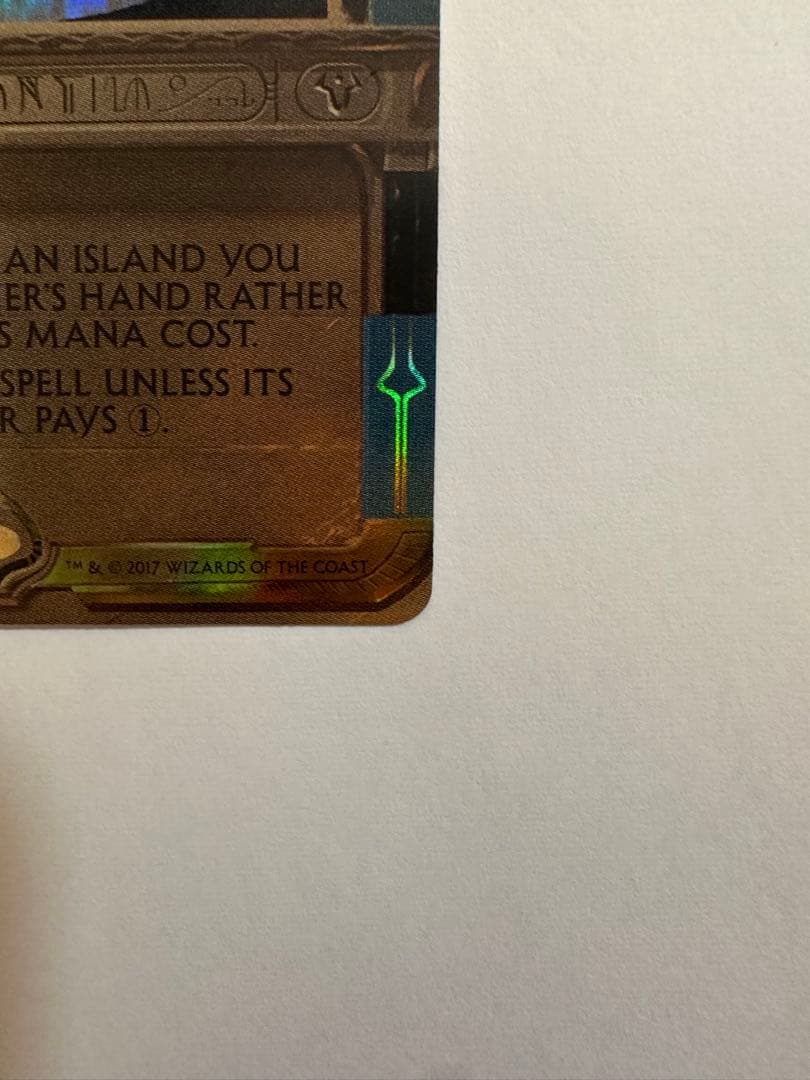 AN ISLAND YOU
ER'S HAND RATHER
S MANA COST.
SPELL UNLESS ITS
R PAYS ①.
™ & © 2017 WIZARDS OF THE COAST